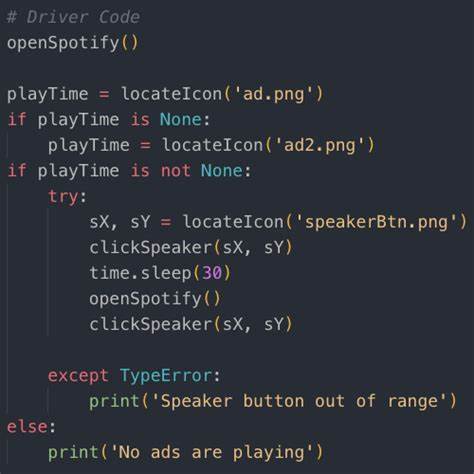 # Driver Code
openSpotify()

playTime = locateIcon('ad.png')
if playTime is None:
    playTime = locateIcon('ad2.png')
if playTime is not None:
    try:
        sX, sY = locateIcon('speakerBtn.png')
        clickSpeaker(sX, sY)
        time.sleep(30)
        openSpotify()
        clickSpeaker(sX, sY)

    except TypeError:
        print('Speaker button out of range')
else:
    print('No ads are playing')